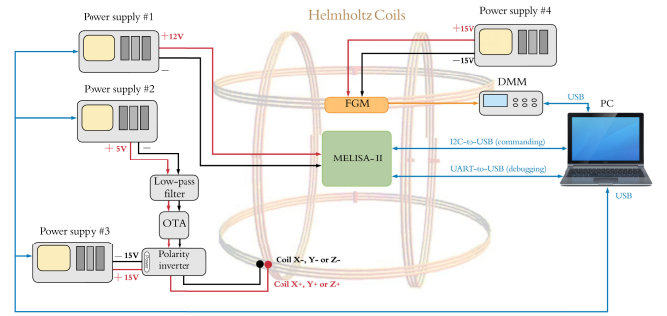 Power supply #1
Helmholtz Coils
Power supply #4
+12V
−
+15V
−15V
Power supply #2
DMM
USB
PC
FGM
+ 5V
−
I2C-to-USB (commanding)
MELISA-II
UART-to-USB (debugging)
Low-pass
filter
USB
OTA
Power supply #3
− 15V
+ 15V
Polarity
inverter
Coil X-, Y- or Z-
Coil X+, Y+ or Z+